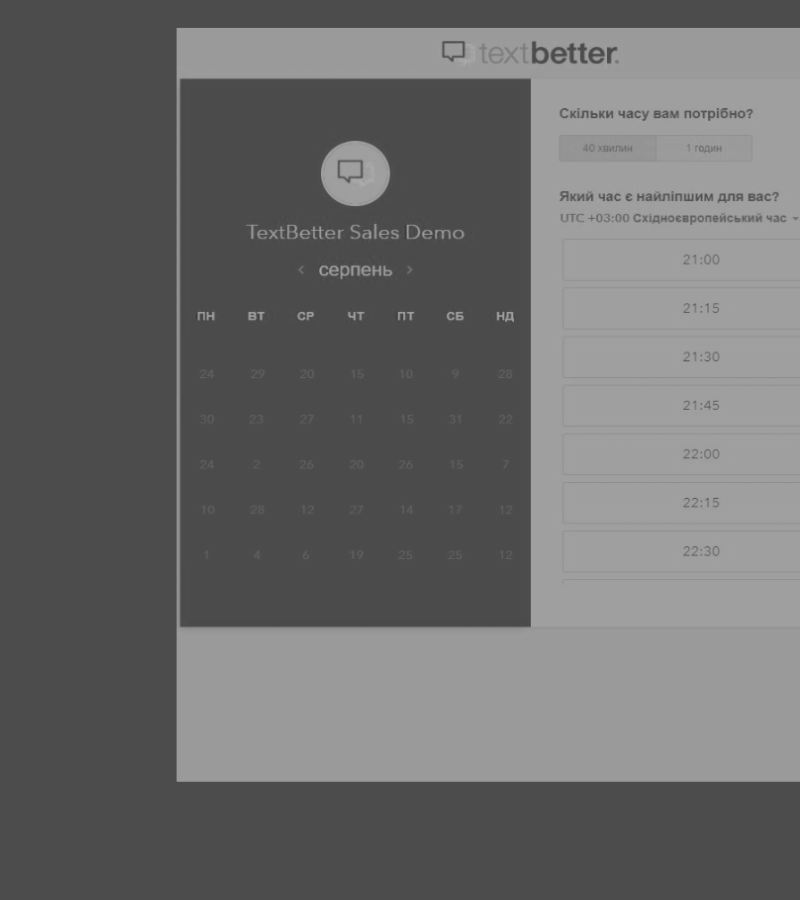 textbetter.
TextBetter Sales Demo
‹ серпень ›
ПН ВТ СР ЧТ ПТ СБ НД
24 29 20 15 10 9 28
30 23 27 11 15 31 22
24 2 26 20 26 15 7
10 28 12 27 14 17 12
1 4 6 19 25 25 12
Скільки часу вам потрібно?
40 хвилин 1 годин
Який час є найліпшим для вас?
UTC +03:00 Східноєвропейський час
21:00
21:15
21:30
21:45
22:00
22:15
22:30